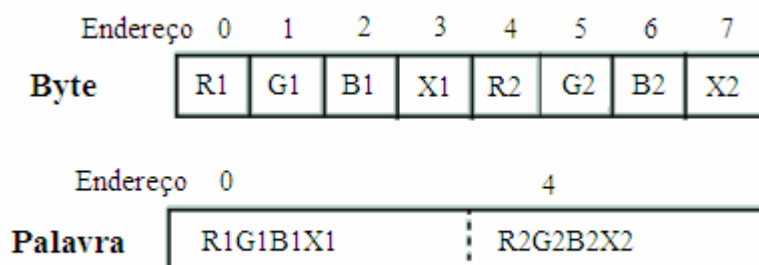 Endereço 0 1 2 3 4 5 6 7
Byte R1 G1 B1 X1 R2 G2 B2 X2
Endereço 0 4
Palavra R1G1B1X1 R2G2B2X2